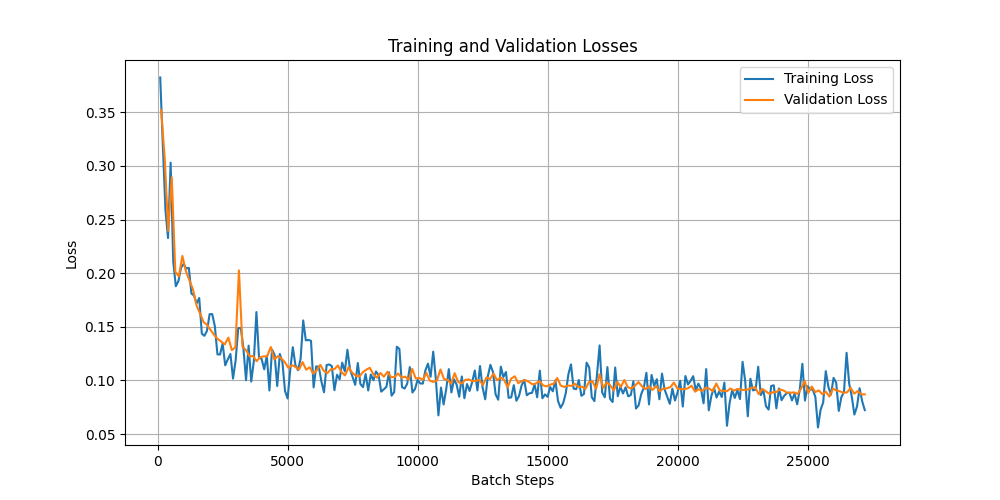 Training and Validation Losses
Training Loss
Validation Loss
0.35
0.30
0.25
0.20
0.15
0.10
0.05
Loss
0 5000 10000 15000 20000 25000
Batch Steps